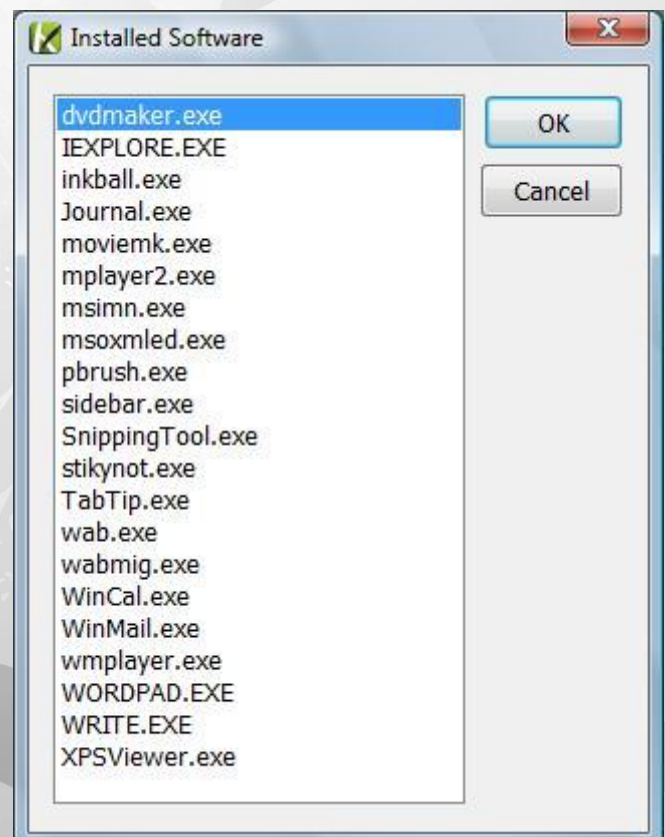 Installed Software
dvdmaker.exe
IEXPLORE.EXE
inkball.exe
Journal.exe
moviemk.exe
mplayer2.exe
msimn.exe
msoxmled.exe
pbrush.exe
sidebar.exe
SnippingTool.exe
stikynot.exe
TabTip.exe
wab.exe
wabmig.exe
WinCal.exe
WinMail.exe
wmplayer.exe
WORDPAD.EXE
WRITE.EXE
XPSViewer.exe
OK
Cancel